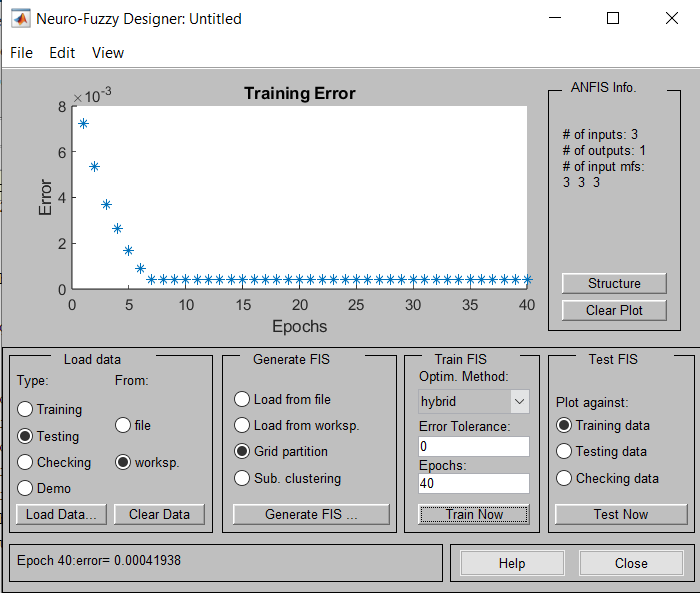 Neuro-Fuzzy Designer: Untitled
File Edit View
×10⁻³
Training Error
8
6
4
2
0
Error
0 5 10 15 20 25 30 35 40
Epochs
ANFIS Info.
# of inputs: 3
# of outputs: 1
# of input mfs:
3 3 3
Structure
Clear Plot
Load data
Type: From:
Training
Testing
Checking
Demo
file
worksp.
Load Data... Clear Data
Generate FIS
Load from file
Load from worksp.
Grid partition
Sub. clustering
Generate FIS ...
Train FIS
Optim. Method:
hybrid
Error Tolerance:
0
Epochs:
40
Train Now
Test FIS
Plot against:
Training data
Testing data
Checking data
Test Now
Epoch 40:error= 0.00041938
Help Close